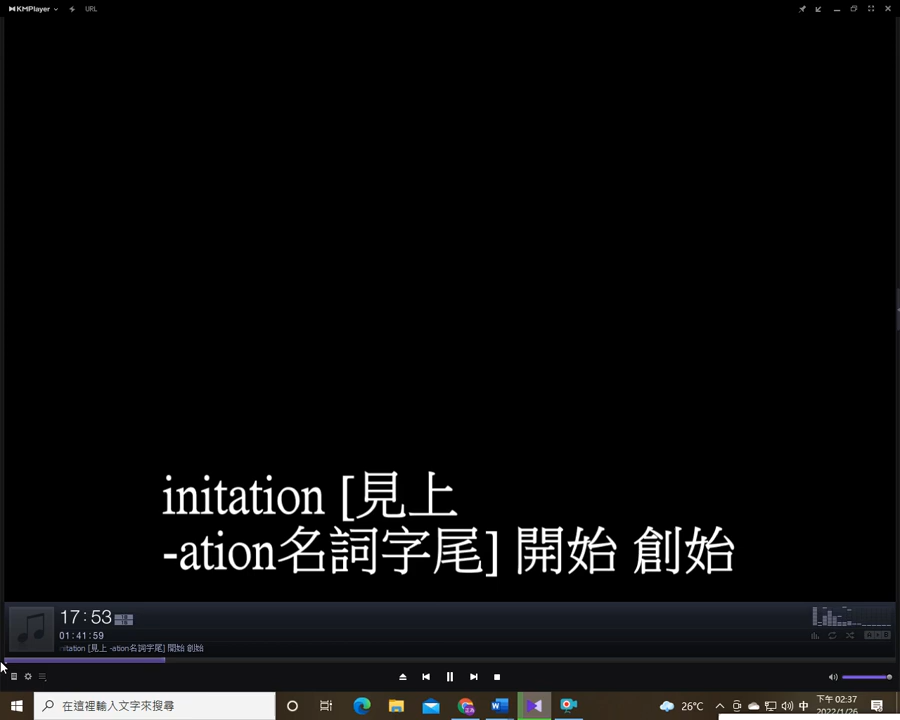 KMPlayer
URL
initation [見上
-ation名詞字尾] 開始 創始
17:53
01:41:59
nitation [見上 -ation名詞字尾] 開始 創始
在這裡輸入文字來搜尋
26°C
中
下午 02:37
2022/1/26